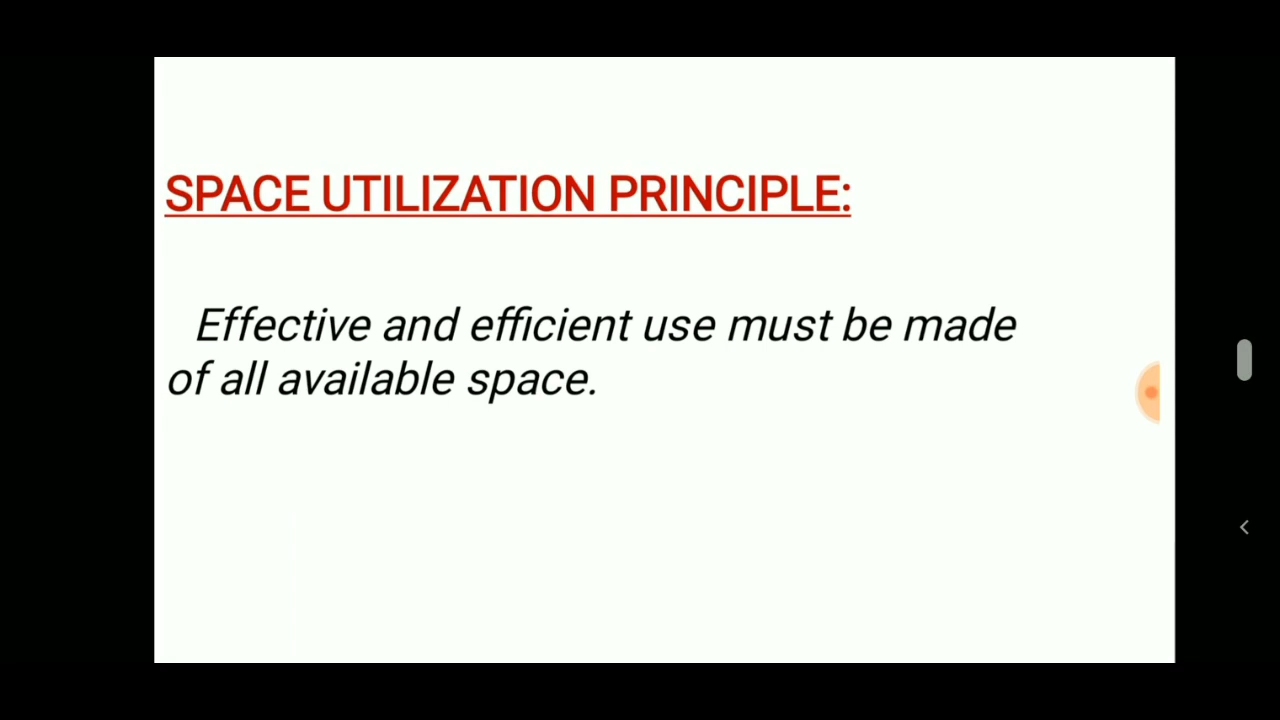 SPACE UTILIZATION PRINCIPLE:
Effective and efficient use must be made
of all available space.